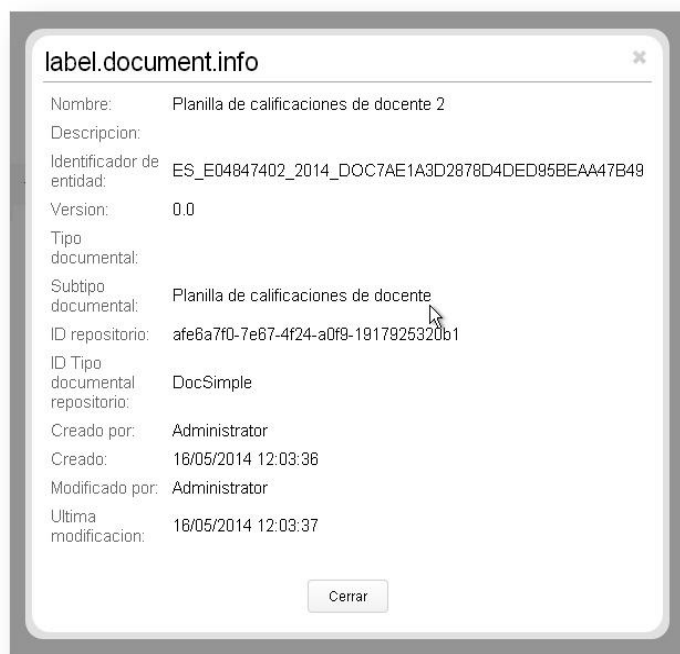 label.document.info
Nombre: Planilla de calificaciones de docente 2
Descripcion:
Identificador de
entidad: ES_E04847402_2014_DOC7AE1A3D2878D4DED95BEAA47B49
Version: 0.0
Tipo
documental:
Subtipo
documental: Planilla de calificaciones de docente
ID repositorio: afe6a7f0-7e67-4f24-a0f9-1917925320b1
ID Tipo
documental DocSimple
repositorio:
Creado por: Administrator
Creado: 16/05/2014 12:03:36
Modificado por: Administrator
Ultima
modificacion: 16/05/2014 12:03:37
Cerrar